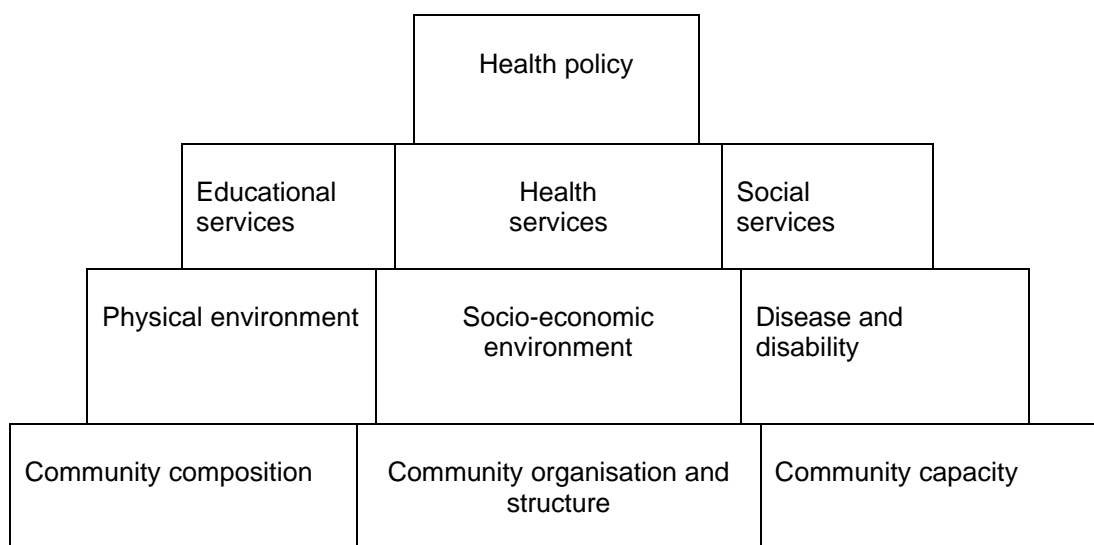 Health policy
Educational
services
Health
services
Social
services
Physical environment
Socio-economic
environment
Disease and
disability
Community composition
Community organisation and
structure
Community capacity